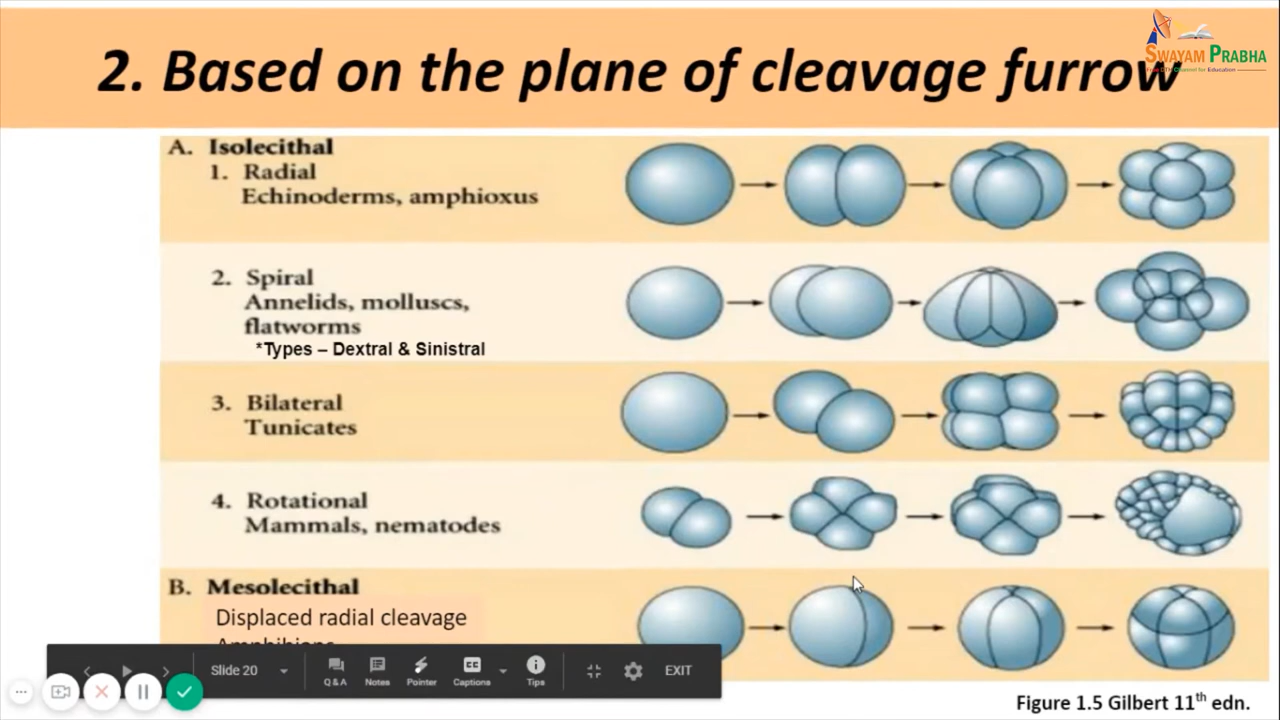 2. Based on the plane of cleavage furrow
SWAYAM PRABHA
A. Isolecithal
1. Radial
Echinoderms, amphioxus
2. Spiral
Annelids, molluscs,
flatworms
*Types – Dextral & Sinistral
3. Bilateral
Tunicates
4. Rotational
Mammals, nematodes
B. Mesolecithal
Displaced radial cleavage
Amphibians
Slide 20
Q&A
Notes
Pointer
CC
Captions
Tips
EXIT
Figure 1.5 Gilbert 11th edn.